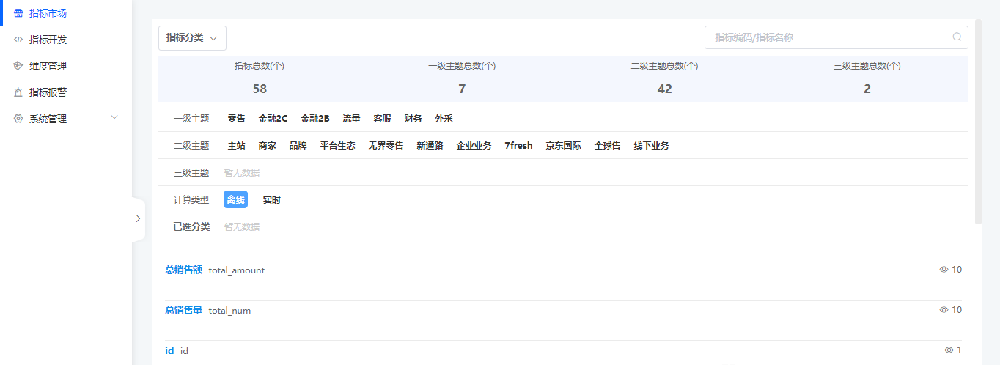 指标市场
指标开发
维度管理
指标报警
系统管理
指标分类
指标编码/指标名称
指标总数(个) 一级主题总数(个) 二级主题总数(个) 三级主题总数(个)
58 7 42 2
一级主题 零售 金融2C 金融2B 流量 客服 财务 外采
二级主题 主站 商家 品牌 平台生态 无界零售 新通路 企业业务 7fresh 京东国际 全球售 线下业务
三级主题 暂无数据
计算类型 离线 实时
已选分类 暂无数据
总销售额 total_amount 10
总销售量 total_num 10
id id 1